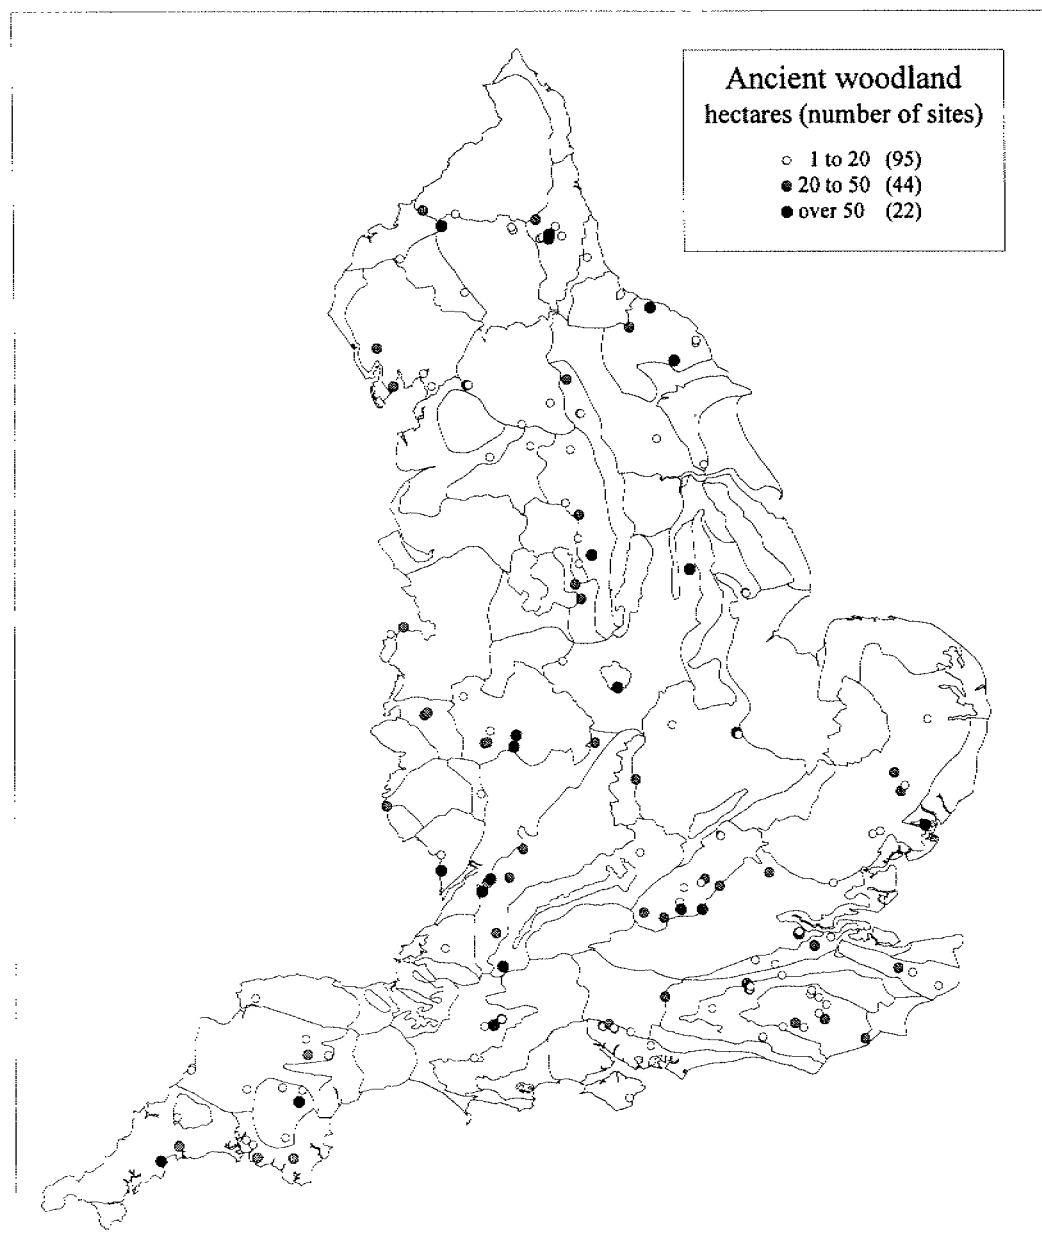 Ancient woodland
hectares (number of sites)
1 to 20 (95)
20 to 50 (44)
over 50 (22)